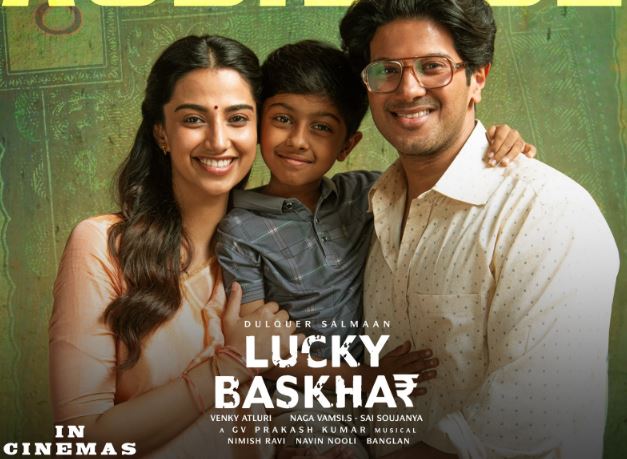 DULQUER SALMAAN
LUCKY
BASKHA₹
VENKY ATLURI NAGA VAMSI.S - SAI SOUJANYA
A GV PRAKASH KUMAR MUSICAL
NIMISH RAVI NAVIN NOOLI BANGLAN
IN
CINEMAS